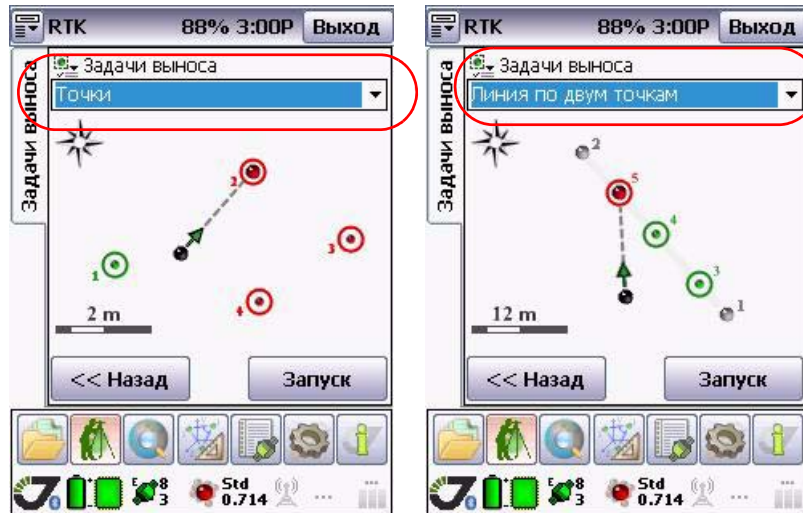 RTK 88% 3:00P Выход
Задачи выноса
Задачи выноса
Точки
2
1
3
4
2 m
<< Назад Запуск
0 E 8 3 Std 0.714 ...
RTK 88% 3:00P Выход
Задачи выноса
Задачи выноса
Линия по двум точкам
2
5
4
3
1
12 m
<< Назад Запуск
0 E 8 3 Std 0.714 ...